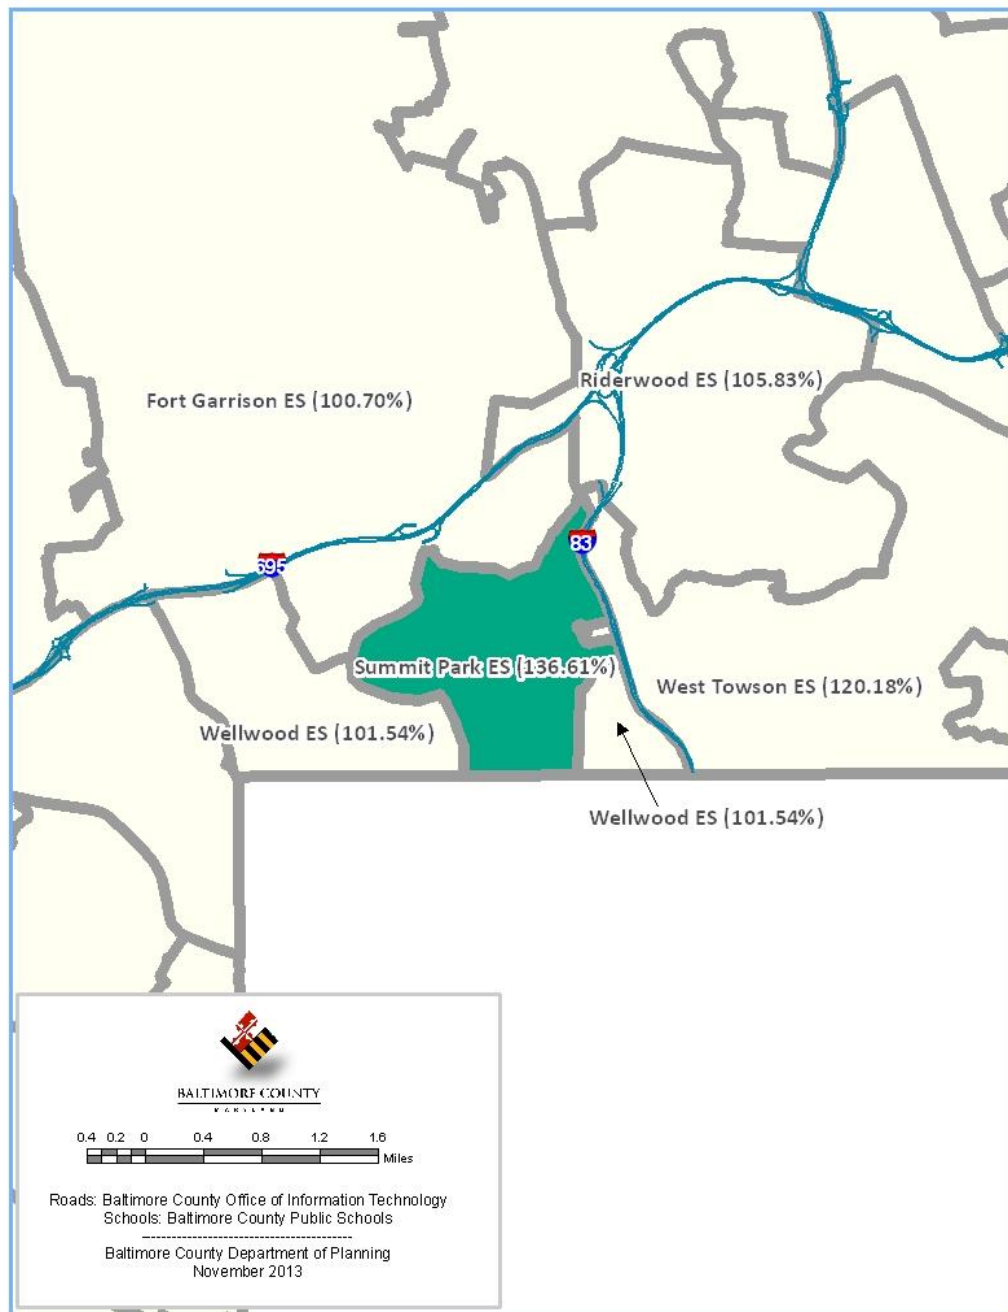 Fort Garrison ES (100.70%)
Riderwood ES (105.83%)
695
83
Summit Park ES (136.61%)
West Towson ES (120.18%)
Wellwood ES (101.54%)
Wellwood ES (101.54%)
BALTIMORE COUNTY
MARYLAND
0.4 0.2 0 0.4 0.8 1.2 1.6
Miles
Roads: Baltimore County Office of Information Technology
Schools: Baltimore County Public Schools
Baltimore County Department of Planning
November 2013